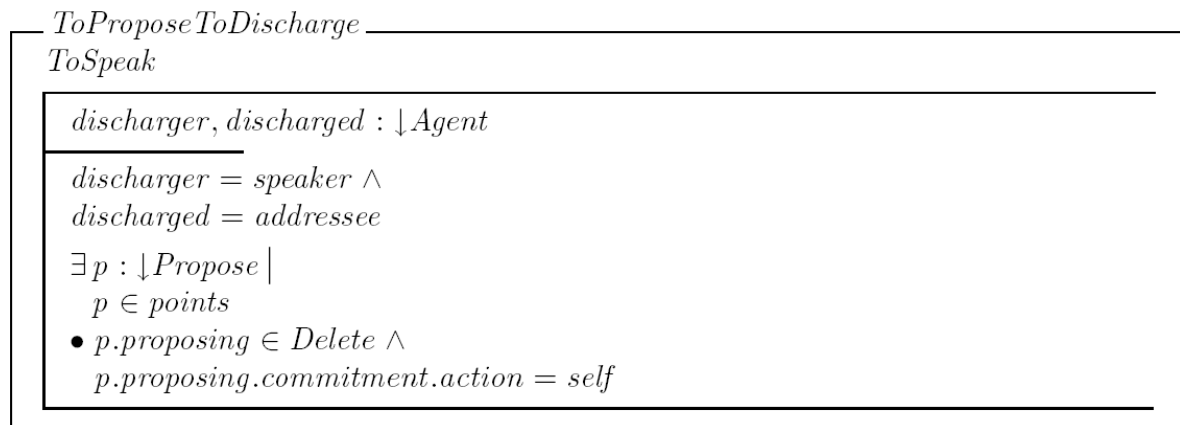 ToProposeToDischarge
ToSpeak
discharger, discharged : ↓Agent
discharger = speaker ∧
discharged = addressee
∃ p : ↓Propose |
p ∈ points
• p.proposing ∈ Delete ∧
p.proposing.commitment.action = self